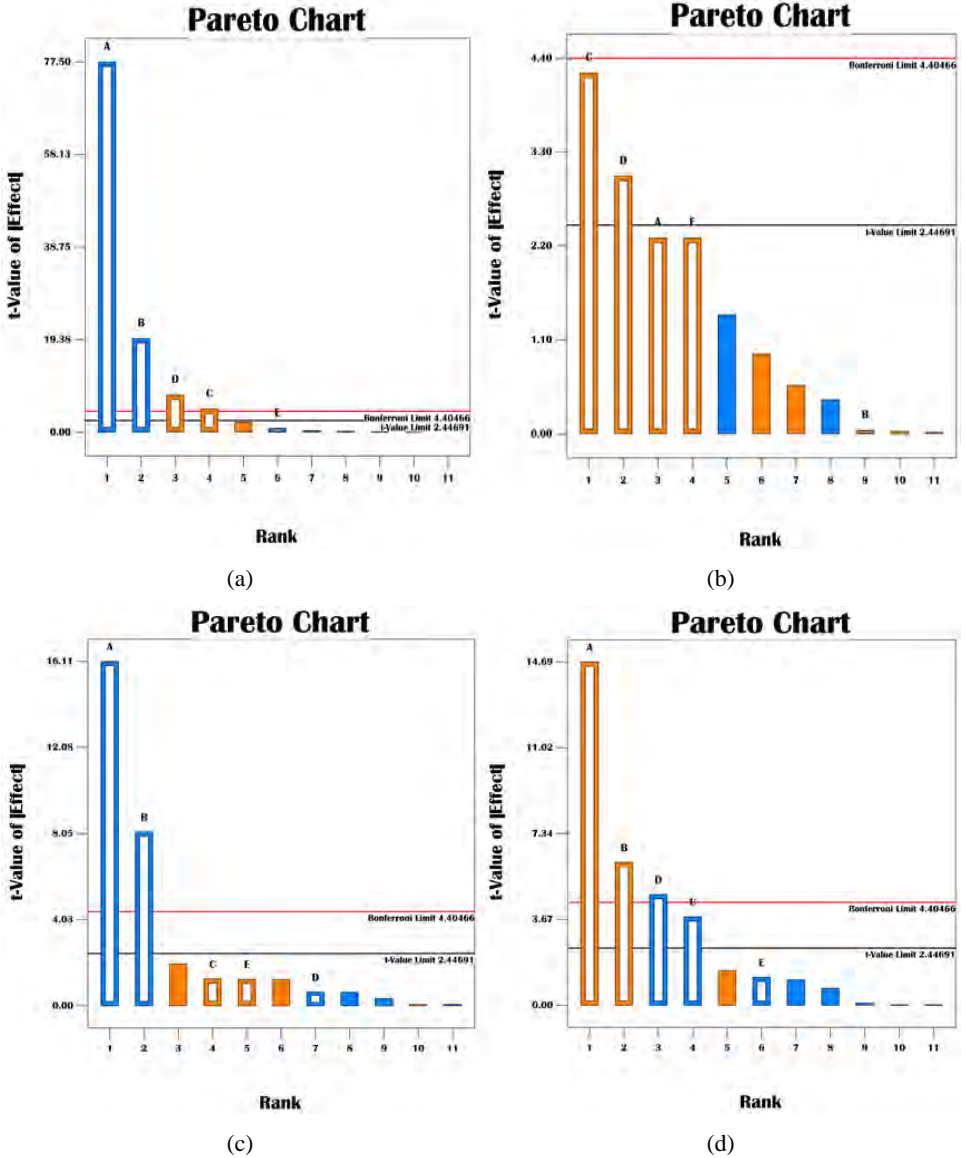 Pareto Chart
t-Value of |Effect|
77.50
58.13
38.75
19.38
0.00
A
B
D
C
E
Bonferroni Limit 4.40466
t-Value Limit 2.44691
1 2 3 4 5 6 7 8 9 10 11
Rank
(a)
Pareto Chart
t-Value of |Effect|
4.40
3.30
2.20
1.10
0.00
C
D
A
E
B
Bonferroni Limit 4.40466
t-Value Limit 2.44691
1 2 3 4 5 6 7 8 9 10 11
Rank
(b)
Pareto Chart
t-Value of |Effect|
16.11
12.08
8.05
4.03
0.00
A
B
C
E
D
Bonferroni Limit 4.40466
t-Value Limit 2.44691
1 2 3 4 5 6 7 8 9 10 11
Rank
(c)
Pareto Chart
t-Value of |Effect|
14.69
11.02
7.34
3.67
0.00
A
B
D
C
E
Bonferroni Limit 4.40466
t-Value Limit 2.44691
1 2 3 4 5 6 7 8 9 10 11
Rank
(d)